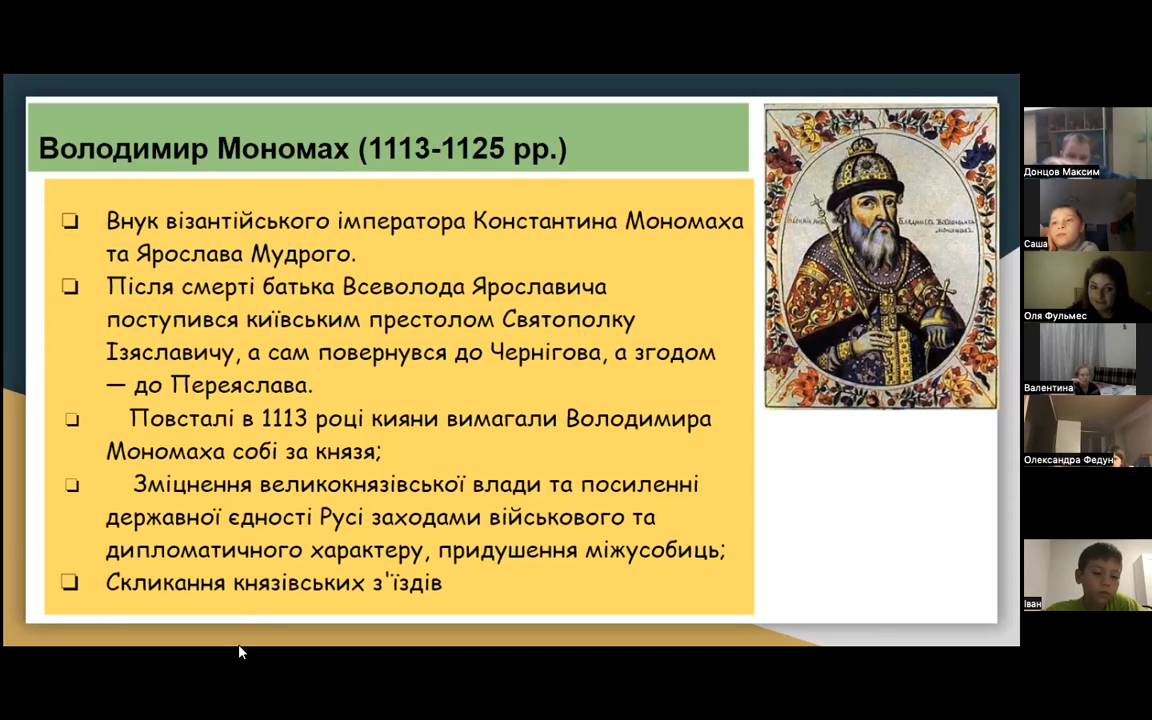 Володимир Мономах (1113-1125 рр.)
❏ Внук візантійського імператора Константина Мономаха
та Ярослава Мудрого.
❏ Після смерті батька Всеволода Ярославича
поступився київським престолом Святополку
Ізяславичу, а сам повернувся до Чернігова, а згодом
— до Переяслава.
❏ Повсталі в 1113 році кияни вимагали Володимира
Мономаха собі за князя;
❏ Зміцнення великокнязівської влади та посиленні
державної єдності Русі заходами військового та
дипломатичного характеру, придушення міжусобиць;
❏ Скликання князівських з'їздів
Донцов Максим
Саша
Оля Фульмес
Валентина
Олександра Федун
Іван